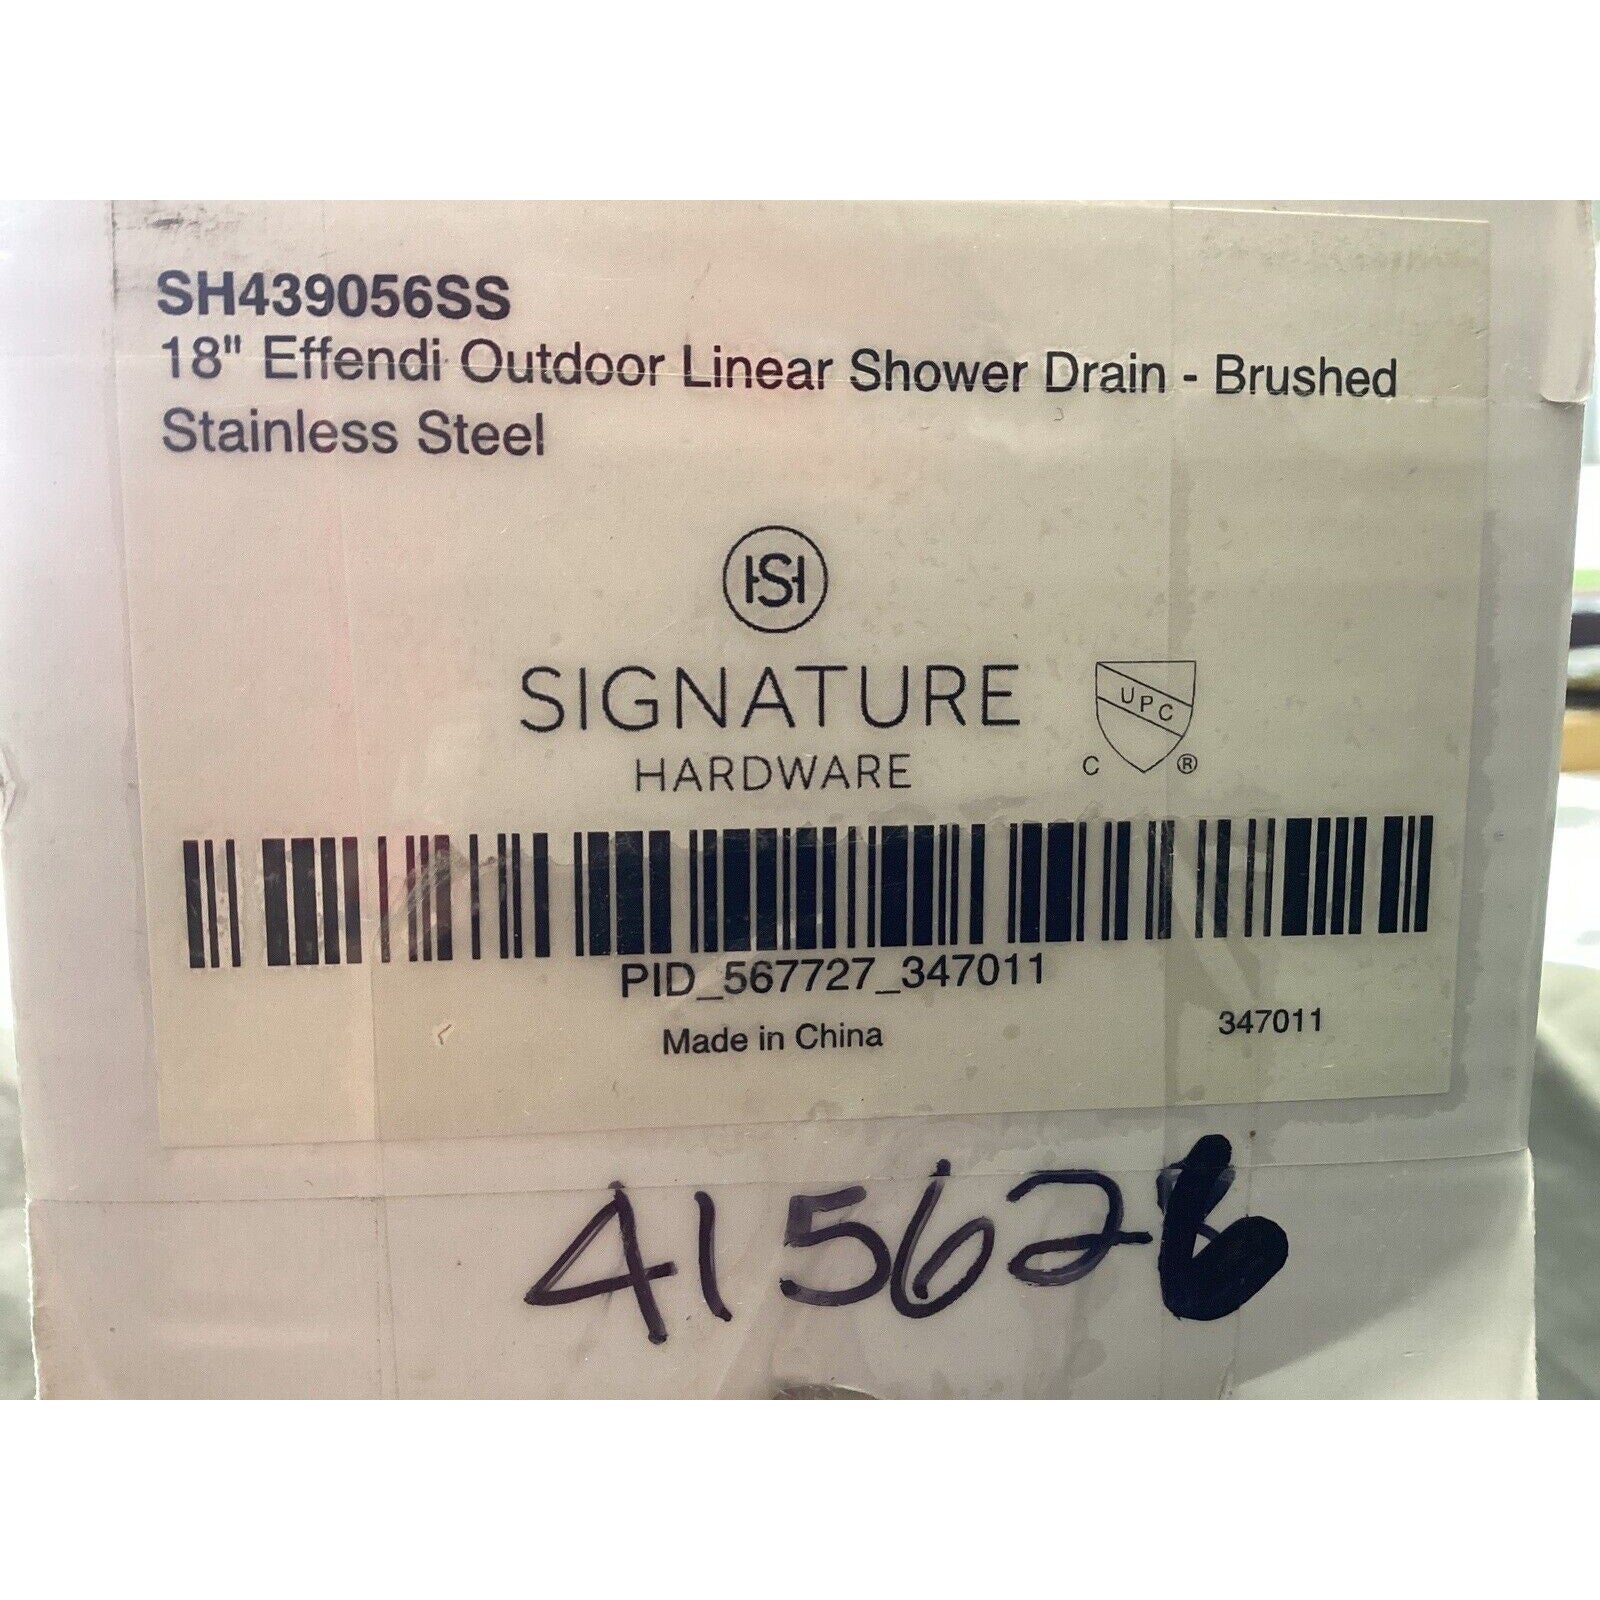 SH439056SS
18" Effendi Outdoor Linear Shower Drain - Brushed
Stainless Steel
SIGNATURE
HARDWARE
UPC
C ®
PID_567727_347011
Made in China
347011
415626